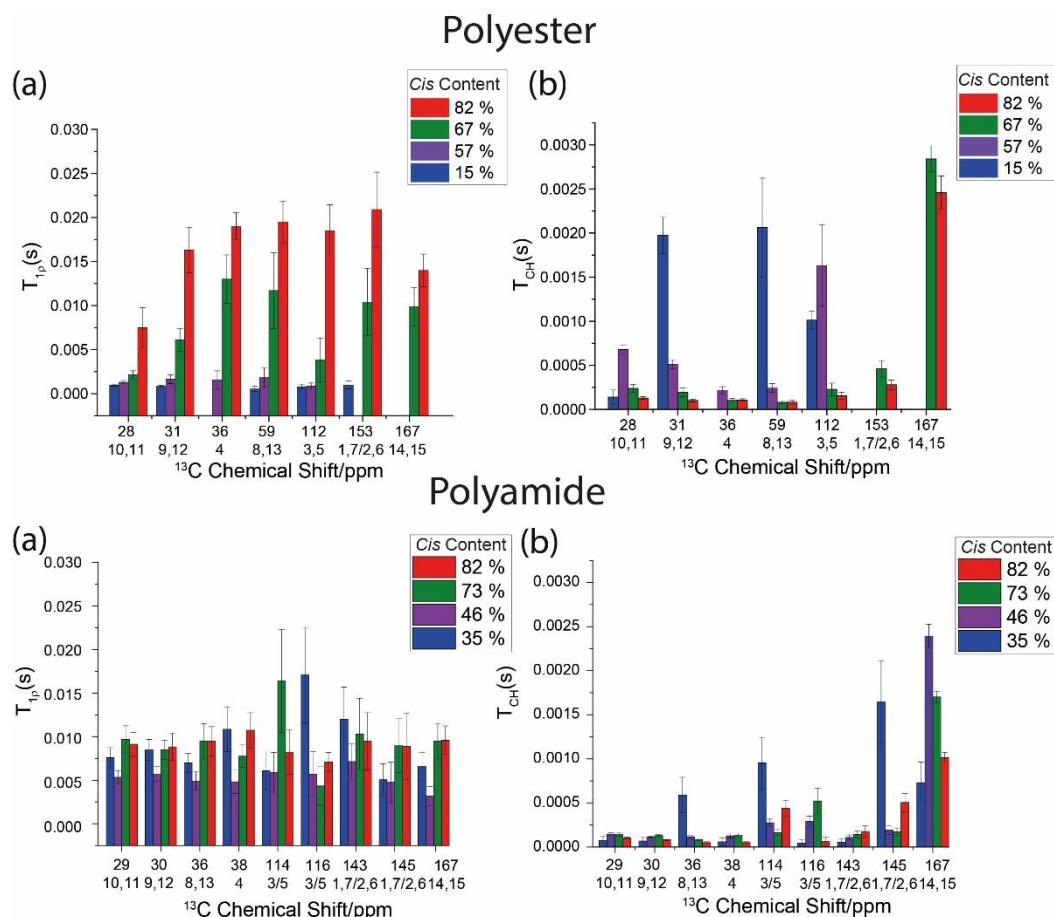 Polyester
(a)
Cis Content
82 %
67 %
57 %
15 %
T1ρ(s)
0.030
0.025
0.020
0.015
0.010
0.005
0.000
28 31 36 59 112 153 167
10,11 9,12 4 8,13 3,5 1,7/2,6 14,15
13C Chemical Shift/ppm
(b)
Cis Content
82 %
67 %
57 %
15 %
TCH(s)
0.0030
0.0025
0.0020
0.0015
0.0010
0.0005
0.0000
28 31 36 59 112 153 167
10,11 9,12 4 8,13 3,5 1,7/2,6 14,15
13C Chemical Shift/ppm
Polyamide
(a)
Cis Content
82 %
73 %
46 %
35 %
T1ρ(s)
0.030
0.025
0.020
0.015
0.010
0.005
0.000
29 30 36 38 114 116 143 145 167
10,11 9,12 8,13 4 3/5 3/5 1,7/2,6 1,7/2,6 14,15
13C Chemical Shift/ppm
(b)
Cis Content
82 %
73 %
46 %
35 %
TCH(s)
0.0030
0.0025
0.0020
0.0015
0.0010
0.0005
0.0000
29 30 36 38 114 116 143 145 167
10,11 9,12 8,13 4 3/5 3/5 1,7/2,6 1,7/2,6 14,15
13C Chemical Shift/ppm